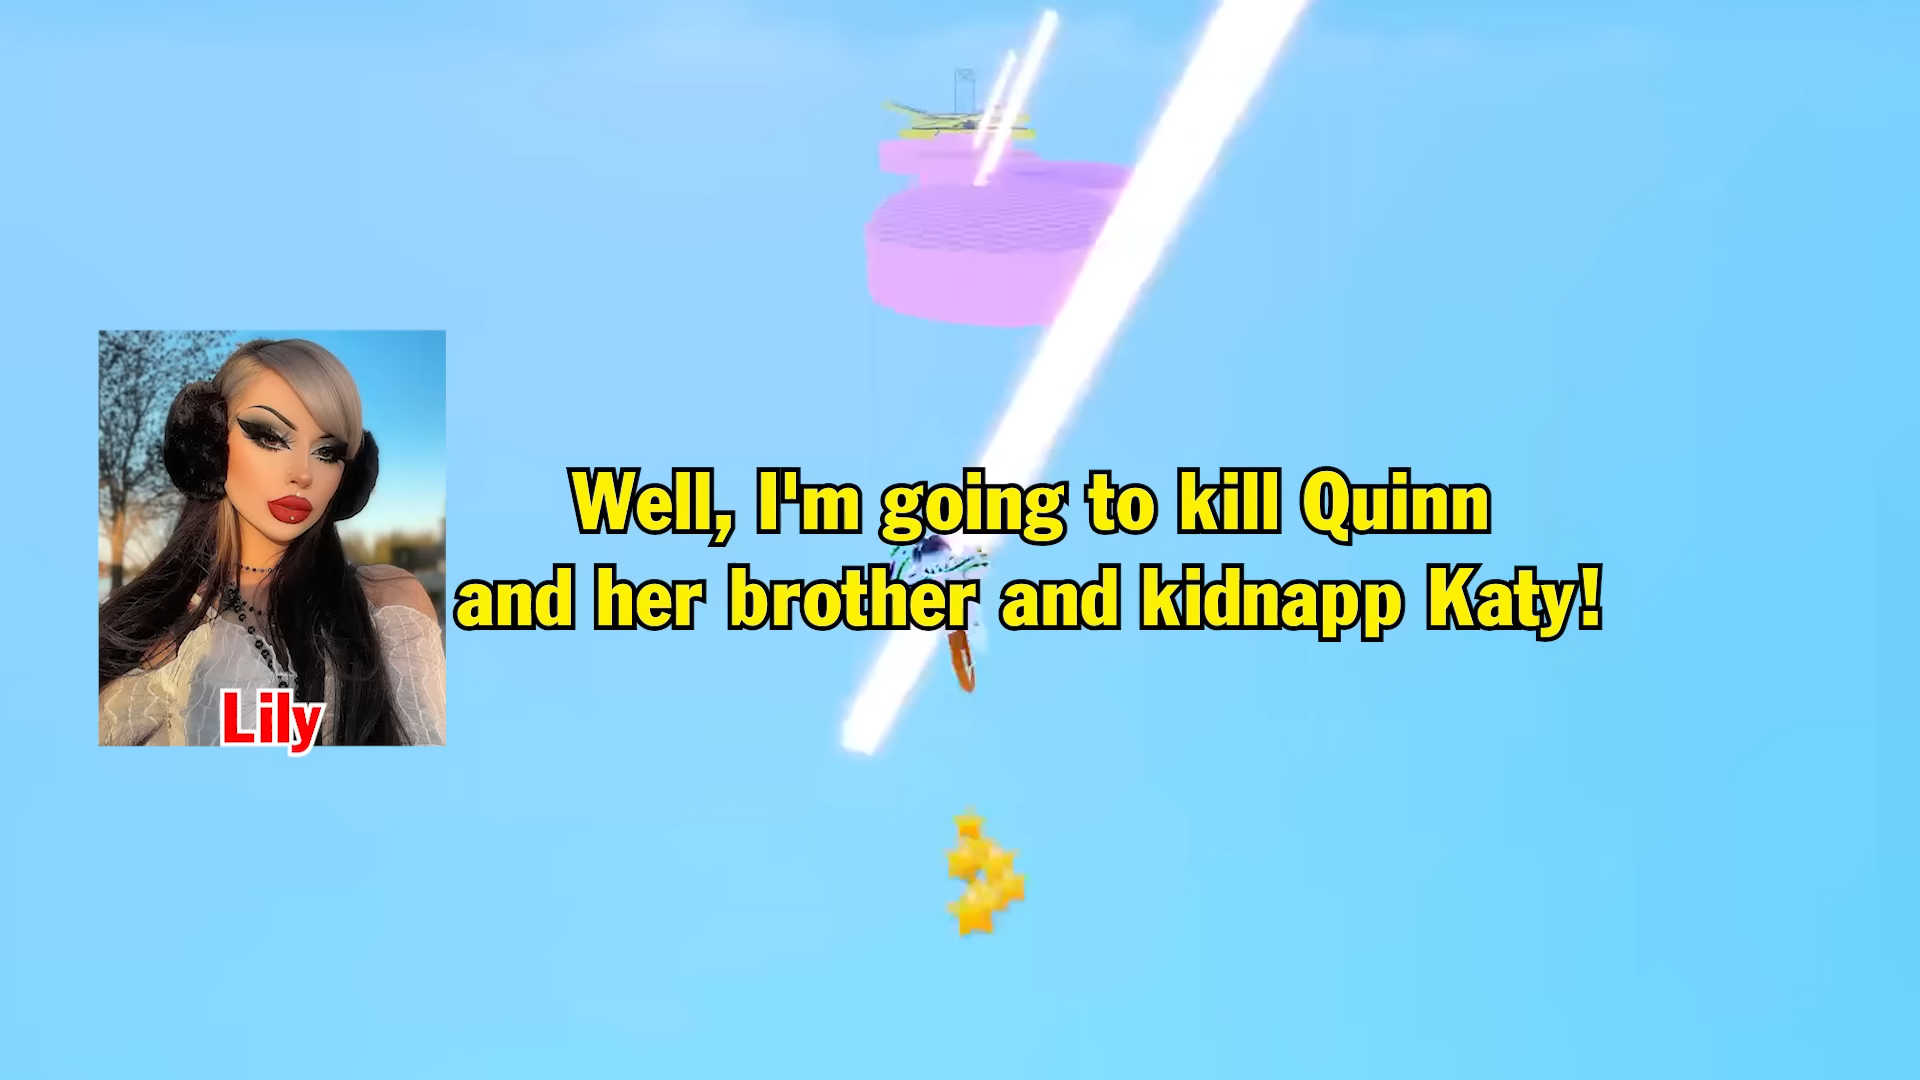 Well, I'm going to kill Quinn
and her brother and kidnapp Katy!
Lily